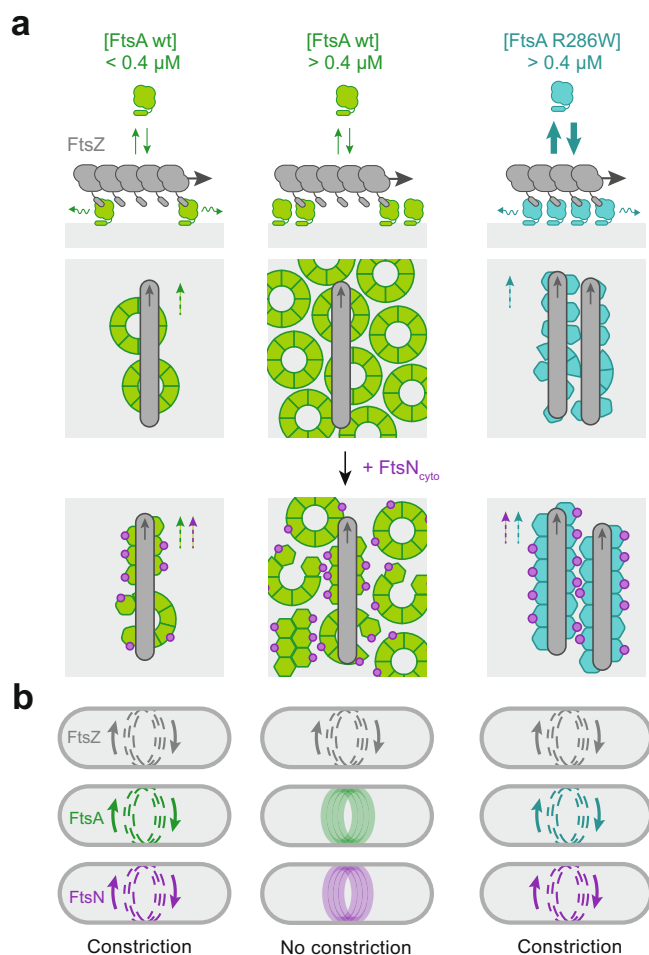 a
[FtsA wt]
< 0.4 µM
[FtsA wt]
> 0.4 µM
[FtsA R286W]
> 0.4 µM
FtsZ
+ FtsNcyto
b
FtsZ
FtsA
FtsN
Constriction
No constriction
Constriction